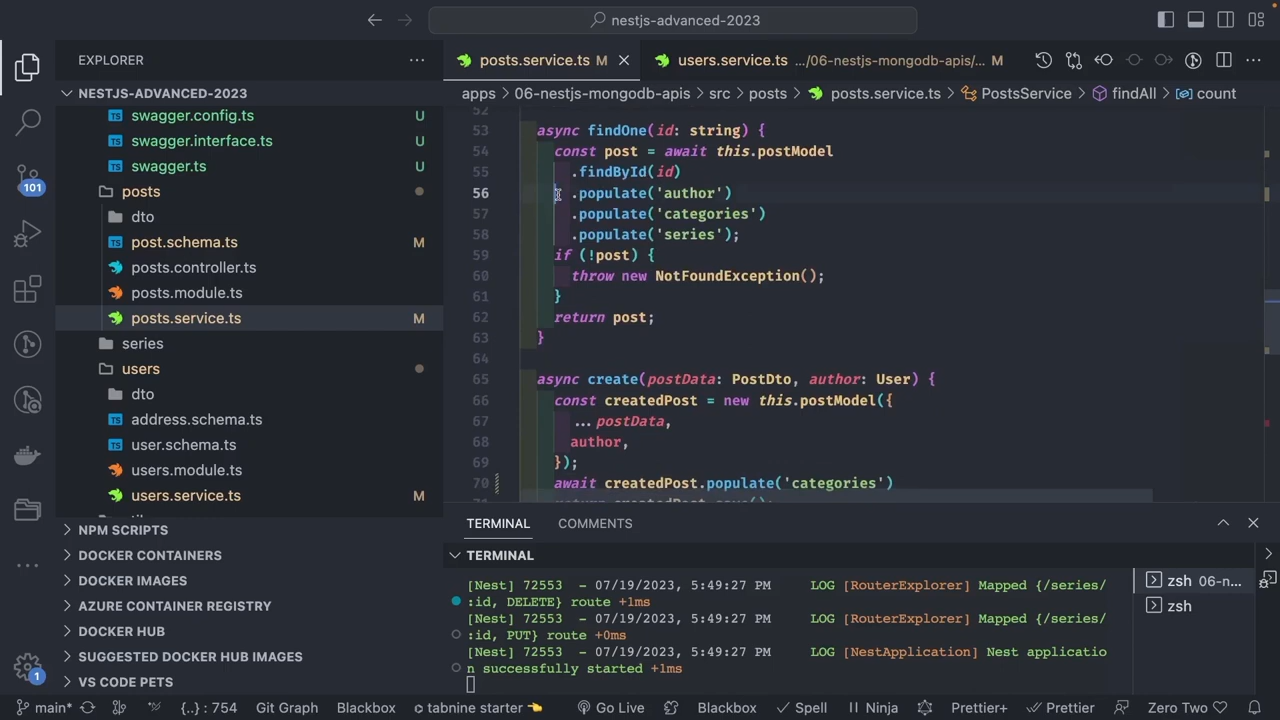 nestjs-advanced-2023
EXPLORER
NESTJS-ADVANCED-2023
swagger.config.ts U
swagger.interface.ts U
swagger.ts U
posts
dto
post.schema.ts M
posts.controller.ts
posts.module.ts
posts.service.ts M
series
users
dto
address.schema.ts
user.schema.ts
users.module.ts
users.service.ts M
NPM SCRIPTS
DOCKER CONTAINERS
DOCKER IMAGES
AZURE CONTAINER REGISTRY
DOCKER HUB
SUGGESTED DOCKER HUB IMAGES
VS CODE PETS
101
1
posts.service.ts M
users.service.ts .../06-nestjs-mongodb-apis/... M
apps > 06-nestjs-mongodb-apis > src > posts > posts.service.ts > PostsService > findAll > count
52
53 async findOne(id: string) {
54 const post = await this.postModel
55 .findById(id)
56 .populate('author')
57 .populate('categories')
58 .populate('series');
59 if (!post) {
60 throw new NotFoundException();
61 }
62 return post;
63 }
64
65 async create(postData: PostDto, author: User) {
66 const createdPost = new this.postModel({
67 ...postData,
68 author,
69 });
70 await createdPost.populate('categories')
TERMINAL COMMENTS
TERMINAL
[Nest] 72553 - 07/19/2023, 5:49:27 PM LOG [RouterExplorer] Mapped {/series/
:id, DELETE} route +1ms
[Nest] 72553 - 07/19/2023, 5:49:27 PM LOG [RouterExplorer] Mapped {/series/
:id, PUT} route +0ms
[Nest] 72553 - 07/19/2023, 5:49:27 PM LOG [NestApplication] Nest applicatio
n successfully started +1ms
zsh 06-n...
zsh
main* {..} : 754 Git Graph Blackbox tabnine starter Go Live Blackbox Spell Ninja Prettier+ Prettier Zero Two